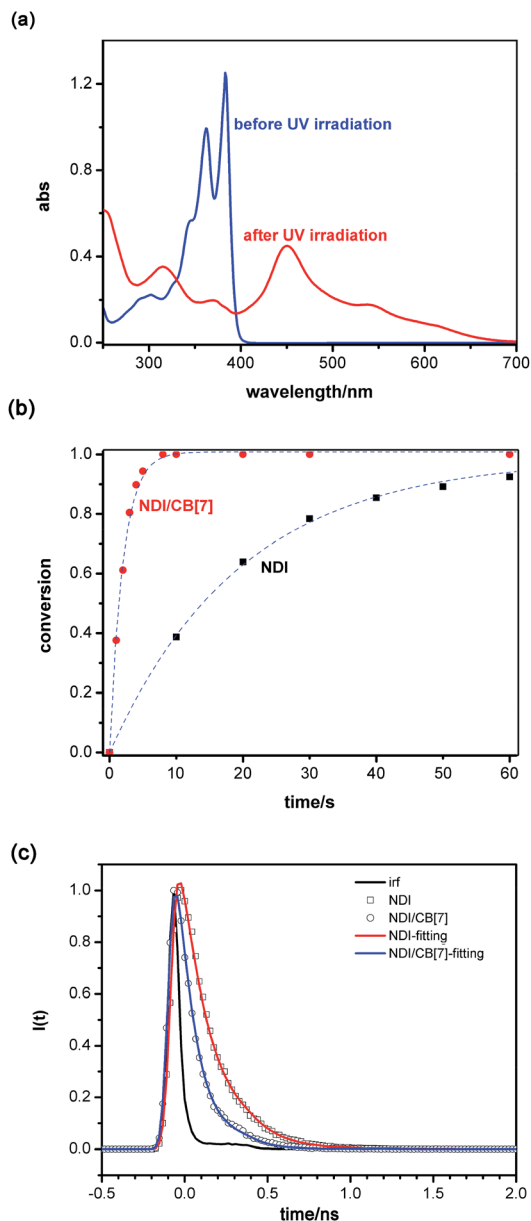 (a)
1.2
0.8
0.4
0.0
abs
before UV irradiation
after UV irradiation
300 400 500 600 700
wavelength/nm
(b)
1.0
0.8
0.6
0.4
0.2
0.0
conversion
NDI/CB[7]
NDI
0 10 20 30 40 50 60
time/s
(c)
1.0
0.8
0.6
0.4
0.2
0.0
I(t)
irf
NDI
NDI/CB[7]
NDI-fitting
NDI/CB[7]-fitting
-0.5 0.0 0.5 1.0 1.5 2.0
time/ns